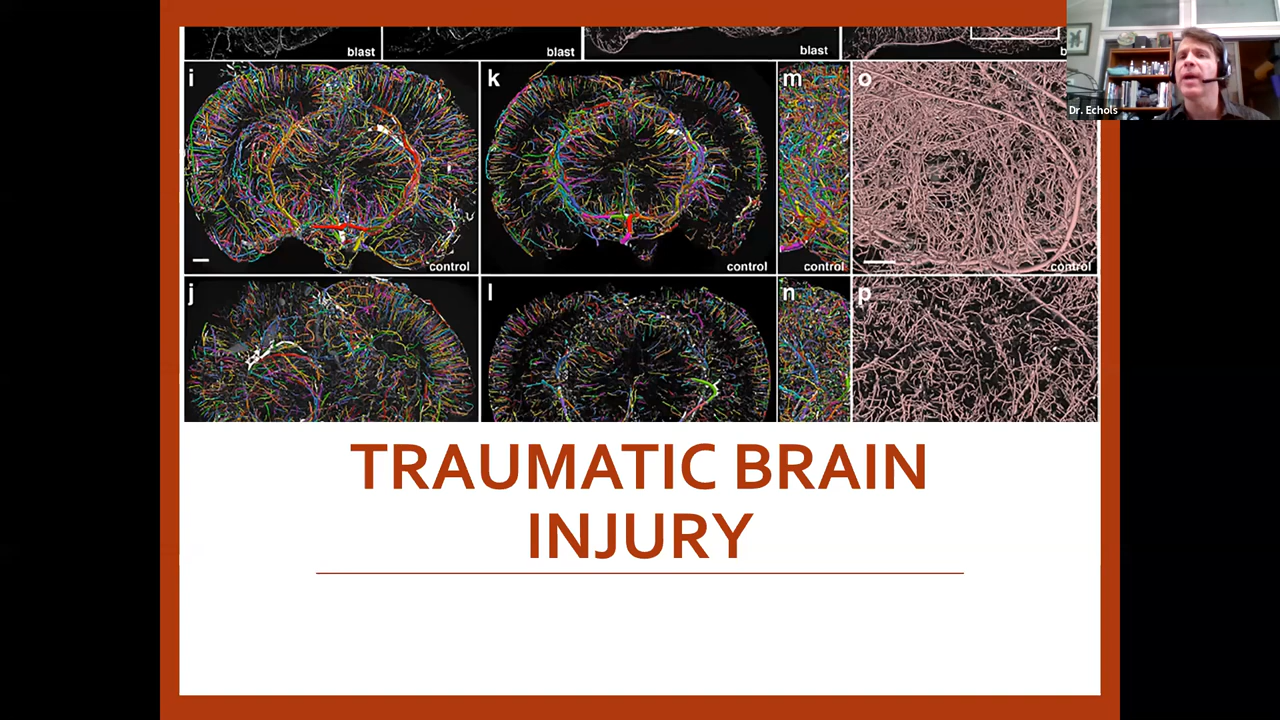 blast
blast
blast
b
i
k
m
o
Dr. Echols
control
control
control
control
j
l
n
p
TRAUMATIC BRAIN
INJURY